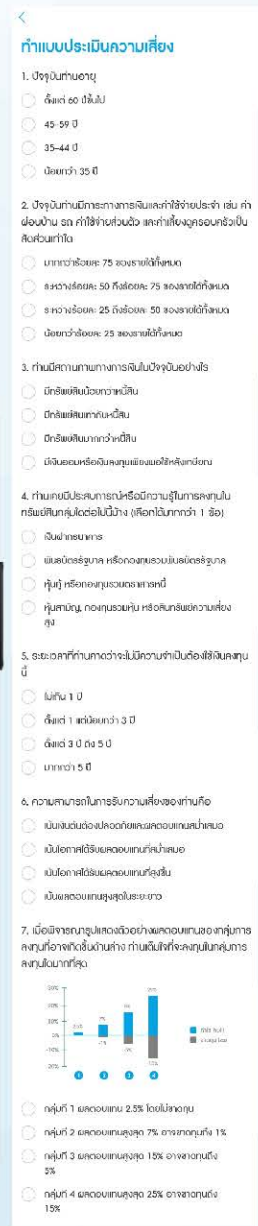 ทำแบบประเมินความเสี่ยง
1. ปัจจุบันท่านอายุ
ตั้งแต่ 60 ปีขึ้นไป
45-59 ปี
35-44 ปี
น้อยกว่า 35 ปี
2. ปัจจุบันท่านมีภาระทางการเงินและค่าใช้จ่ายประจำ เช่น ค่า
ผ่อนบ้าน รถ ค่าใช้จ่ายส่วนตัว และค่าเลี้ยงดูครอบครัวเป็น
สัดส่วนเท่าใด
มากกว่าร้อยละ 75 ของรายได้ทั้งหมด
ระหว่างร้อยละ 50 ถึงร้อยละ 75 ของรายได้ทั้งหมด
ระหว่างร้อยละ 25 ถึงร้อยละ 50 ของรายได้ทั้งหมด
น้อยกว่าร้อยละ 25 ของรายได้ทั้งหมด
3. ท่านมีสถานภาพทางการเงินในปัจจุบันอย่างไร
มีทรัพย์สินน้อยกว่าหนี้สิน
มีทรัพย์สินเท่ากับหนี้สิน
มีทรัพย์สินมากกว่าหนี้สิน
มีเงินออมหรือเงินลงทุนเพียงพอใช้หลังเกษียณ
4. ท่านเคยมีประสบการณ์หรือมีความรู้ในการลงทุนใน
ทรัพย์สินกลุ่มใดต่อไปนี้บ้าง (เลือกได้มากกว่า 1 ข้อ)
เงินฝากธนาคาร
พันธบัตรรัฐบาล หรือกองทุนรวมพันธบัตรรัฐบาล
หุ้นกู้ หรือกองทุนรวมตราสารหนี้
หุ้นสามัญ, กองทุนรวมหุ้น หรือสินทรัพย์ความเสี่ยง
สูง
5. ระยะเวลาที่ท่านคาดว่าจะไม่มีความจำเป็นต้องใช้เงินลงทุน
นี้
ไม่เกิน 1 ปี
ตั้งแต่ 1 แต่น้อยกว่า 3 ปี
ตั้งแต่ 3 ปี ถึง 5 ปี
มากกว่า 5 ปี
6. ความสามารถในการรับความเสี่ยงของท่านคือ
เน้นเงินต้นต้องปลอดภัยและผลตอบแทนสม่ำเสมอ
เน้นโอกาสได้รับผลตอบแทนที่สม่ำเสมอ
เน้นโอกาสได้รับผลตอบแทนที่สูงขึ้น
เน้นผลตอบแทนสูงสุดในระยะยาว
7. เมื่อพิจารณารูปแสดงตัวอย่างผลตอบแทนของกลุ่มการ
ลงทุนที่อาจเกิดขึ้นด้านล่าง ท่านเต็มใจที่จะลงทุนในกลุ่มการ
ลงทุนใดมากที่สุด
1 2 3 4
กลุ่มที่ 1 ผลตอบแทน 2.5% โดยไม่ขาดทุน
กลุ่มที่ 2 ผลตอบแทนสูงสุด 7% อาจขาดทุนถึง 1%
กลุ่มที่ 3 ผลตอบแทนสูงสุด 15% อาจขาดทุนถึง
5%
กลุ่มที่ 4 ผลตอบแทนสูงสุด 25% อาจขาดทุนถึง
15%